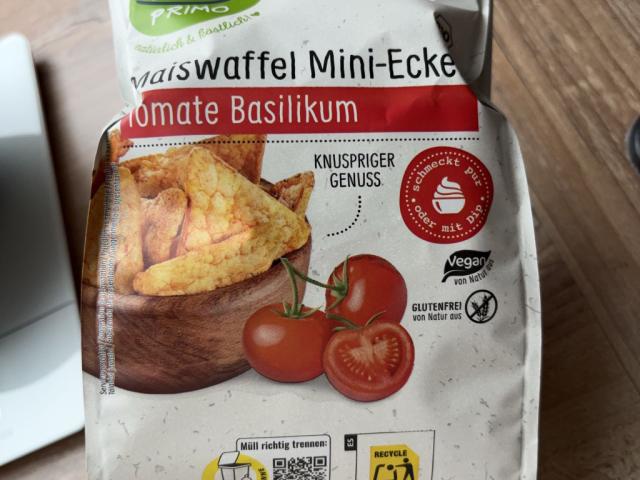 PRIMO
natürlich & köstlich
Maiswaffel Mini-Ecke
Tomate Basilikum
KNUSPRIGER
GENUSS
schmeckt pur
oder mit Dip
Vegan
von Natur aus
GLUTENFREI
von Natur aus
Müll richtig trennen:
ES
RECYCLE